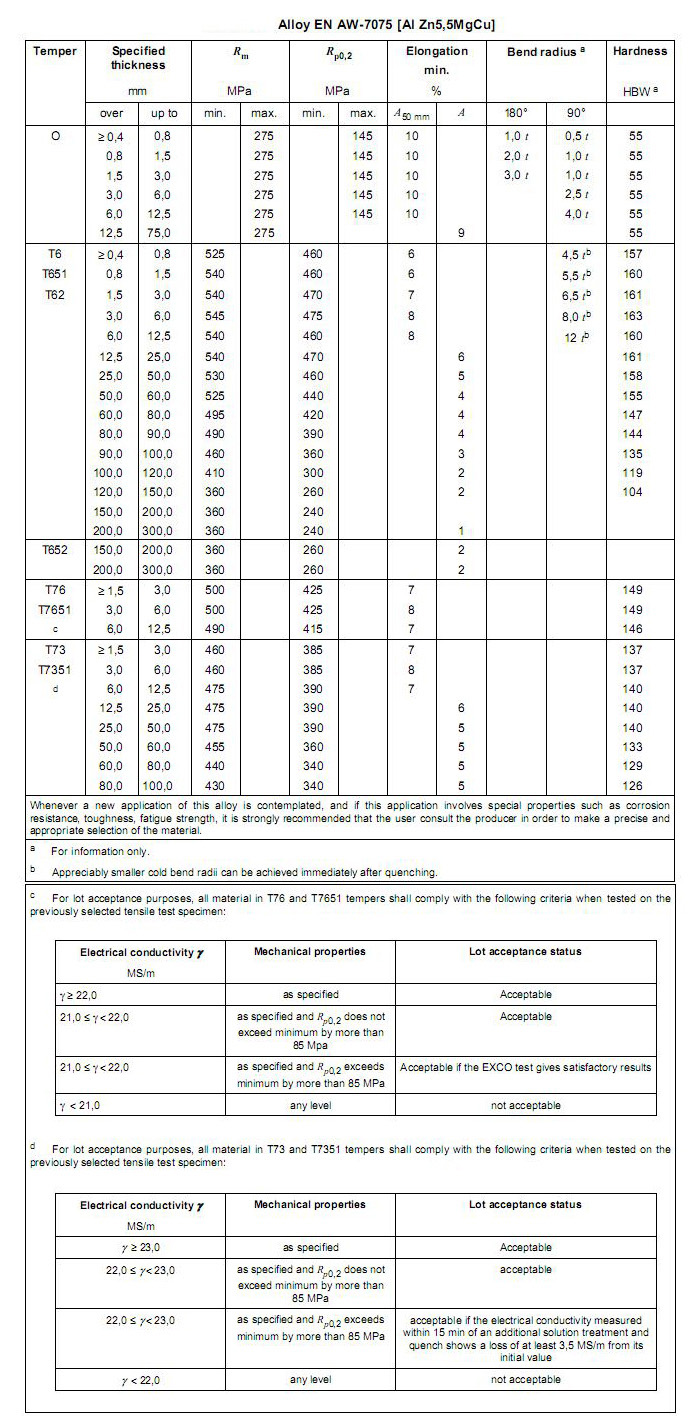 Alloy EN AW-7075 [Al Zn5,5MgCu]
Temper Specified thickness Rm Rp0,2 Elongation min. Bend radius a Hardness
mm MPa MPa % HBW a
over up to min. max. min. max. A50 mm A 180° 90°
O ≥ 0,4 0,8 275 145 10 1,0 t 0,5 t 55
0,8 1,5 275 145 10 2,0 t 1,0 t 55
1,5 3,0 275 145 10 3,0 t 1,0 t 55
3,0 6,0 275 145 10 2,5 t 55
6,0 12,5 275 145 10 4,0 t 55
12,5 75,0 275 9 55
T6 ≥ 0,4 0,8 525 460 6 4,5 t b 157
T651 0,8 1,5 540 460 6 5,5 t b 160
T62 1,5 3,0 540 470 7 6,5 t b 161
3,0 6,0 545 475 8 8,0 t b 163
6,0 12,5 540 460 8 12 t b 160
12,5 25,0 540 470 6 161
25,0 50,0 530 460 5 158
50,0 60,0 525 440 4 155
60,0 80,0 495 420 4 147
80,0 90,0 490 390 4 144
90,0 100,0 460 360 3 135
100,0 120,0 410 300 2 119
120,0 150,0 360 260 2 104
150,0 200,0 360 240
200,0 300,0 360 240 1
T652 150,0 200,0 360 260 2
200,0 300,0 360 260 2
T76 ≥ 1,5 3,0 500 425 7 149
T7651 3,0 6,0 500 425 8 149
c 6,0 12,5 490 415 7 146
T73 ≥ 1,5 3,0 460 385 7 137
T7351 3,0 6,0 460 385 8 137
d 6,0 12,5 475 390 7 140
12,5 25,0 475 390 6 140
25,0 50,0 475 390 5 140
50,0 60,0 455 360 5 133
60,0 80,0 440 340 5 129
80,0 100,0 430 340 5 126
Whenever a new application of this alloy is contemplated, and if this application involves special properties such as corrosion
resistance, toughness, fatigue strength, it is strongly recommended that the user consult the producer in order to make a precise and
appropriate selection of the material.
a For information only.
b Appreciably smaller cold bend radii can be achieved immediately after quenching.
c For lot acceptance purposes, all material in T76 and T7651 tempers shall comply with the following criteria when tested on the
previously selected tensile test specimen:
Electrical conductivity γ Mechanical properties Lot acceptance status
MS/m
γ ≥ 22,0 as specified Acceptable
21,0 ≤ γ < 22,0 as specified and Rp0,2 does not Acceptable
exceed minimum by more than
85 Mpa
21,0 ≤ γ < 22,0 as specified and Rp0,2 exceeds Acceptable if the EXCO test gives satisfactory results
minimum by more than 85 MPa
γ < 21,0 any level not acceptable
d For lot acceptance purposes, all material in T73 and T7351 tempers shall comply with the following criteria when tested on the
previously selected tensile test specimen:
Electrical conductivity γ Mechanical properties Lot acceptance status
MS/m
γ ≥ 23,0 as specified Acceptable
22,0 ≤ γ < 23,0 as specified and Rp0,2 does not acceptable
exceed minimum by more than
85 MPa
22,0 ≤ γ < 23,0 as specified and Rp0,2 exceeds acceptable if the electrical conductivity measured
minimum by more than 85 MPa within 15 min of an additional solution treatment and
quench shows a loss of at least 3,5 MS/m from its
initial value
γ < 22,0 any level not acceptable